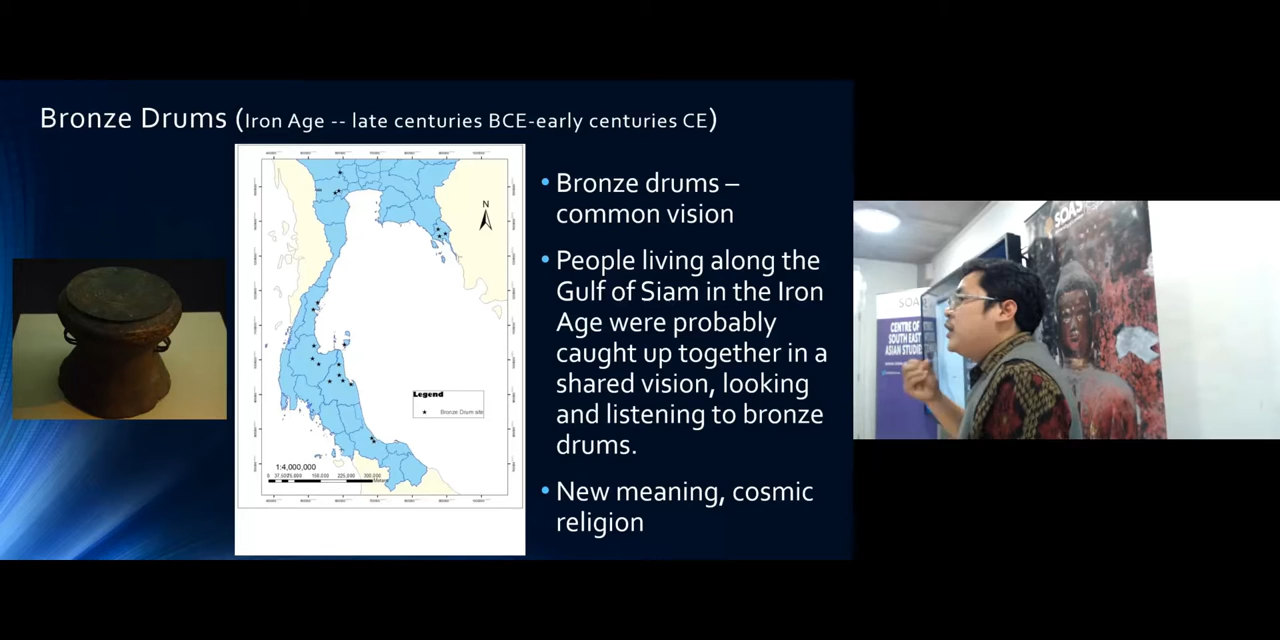 Bronze Drums (Iron Age -- late centuries BCE-early centuries CE)
N
Legend
Bronze Drum site
1:4,000,000
• Bronze drums –
common vision
• People living along the
Gulf of Siam in the Iron
Age were probably
caught up together in a
shared vision, looking
and listening to bronze
drums.
• New meaning, cosmic
religion
SOAS
SOAS
CENTRE OF
SOUTH EAST
ASIAN STUDIES